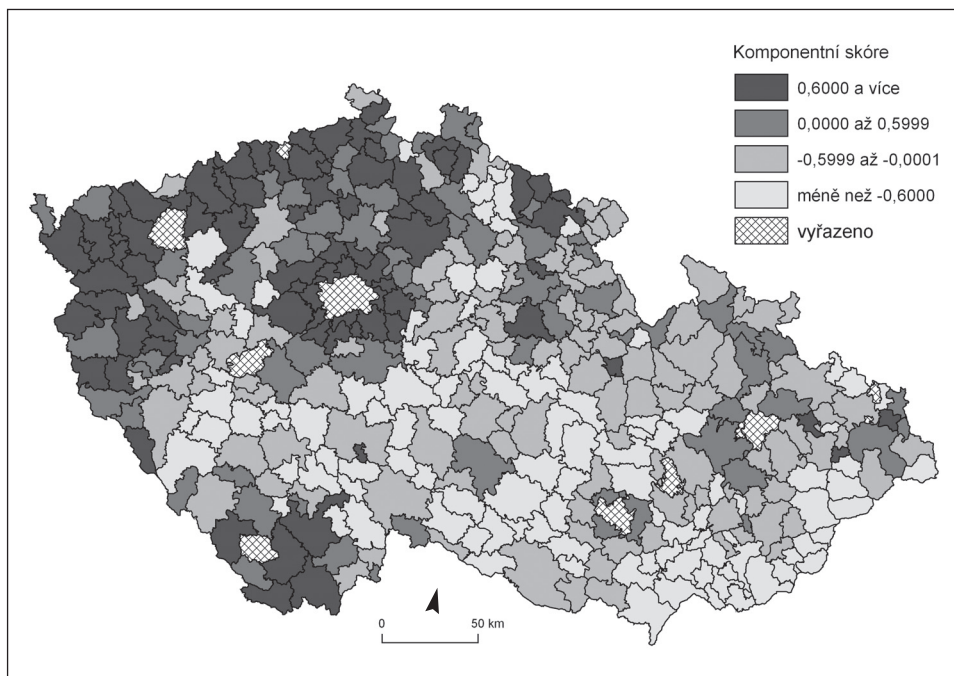 Komponentní skóre
0,6000 a více
0,0000 až 0,5999
-0,5999 až -0,0001
méně než -0,6000
vyřazeno
0 50 km